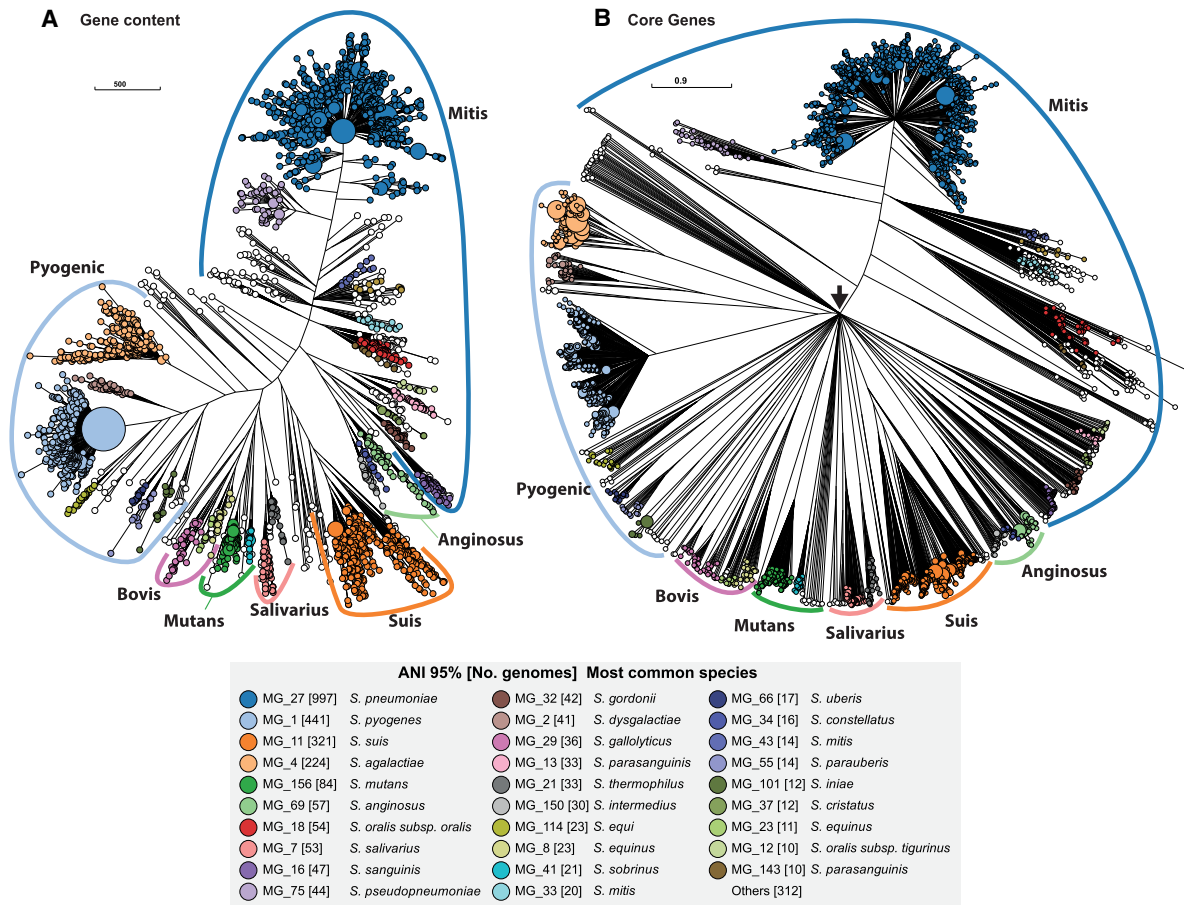 A Gene content
B Core Genes
500
0.9
Mitis
Mitis
Pyogenic
Pyogenic
Anginosus
Anginosus
Bovis
Bovis
Mutans
Mutans
Salivarius
Salivarius
Suis
Suis
ANI 95% [No. genomes] Most common species
MG_27 [997] S. pneumoniae
MG_1 [441] S. pyogenes
MG_11 [321] S. suis
MG_4 [224] S. agalactiae
MG_156 [84] S. mutans
MG_69 [57] S. anginosus
MG_18 [54] S. oralis subsp. oralis
MG_7 [53] S. salivarius
MG_16 [47] S. sanguinis
MG_75 [44] S. pseudopneumoniae
MG_32 [42] S. gordonii
MG_2 [41] S. dysgalactiae
MG_29 [36] S. gallolyticus
MG_13 [33] S. parasanguinis
MG_21 [33] S. thermophilus
MG_150 [30] S. intermedius
MG_114 [23] S. equi
MG_8 [23] S. equinus
MG_41 [21] S. sobrinus
MG_33 [20] S. mitis
MG_66 [17] S. uberis
MG_34 [16] S. constellatus
MG_43 [14] S. mitis
MG_55 [14] S. parauberis
MG_101 [12] S. iniae
MG_37 [12] S. cristatus
MG_23 [11] S. equinus
MG_12 [10] S. oralis subsp. tigurinus
MG_143 [10] S. parasanguinis
Others [312]